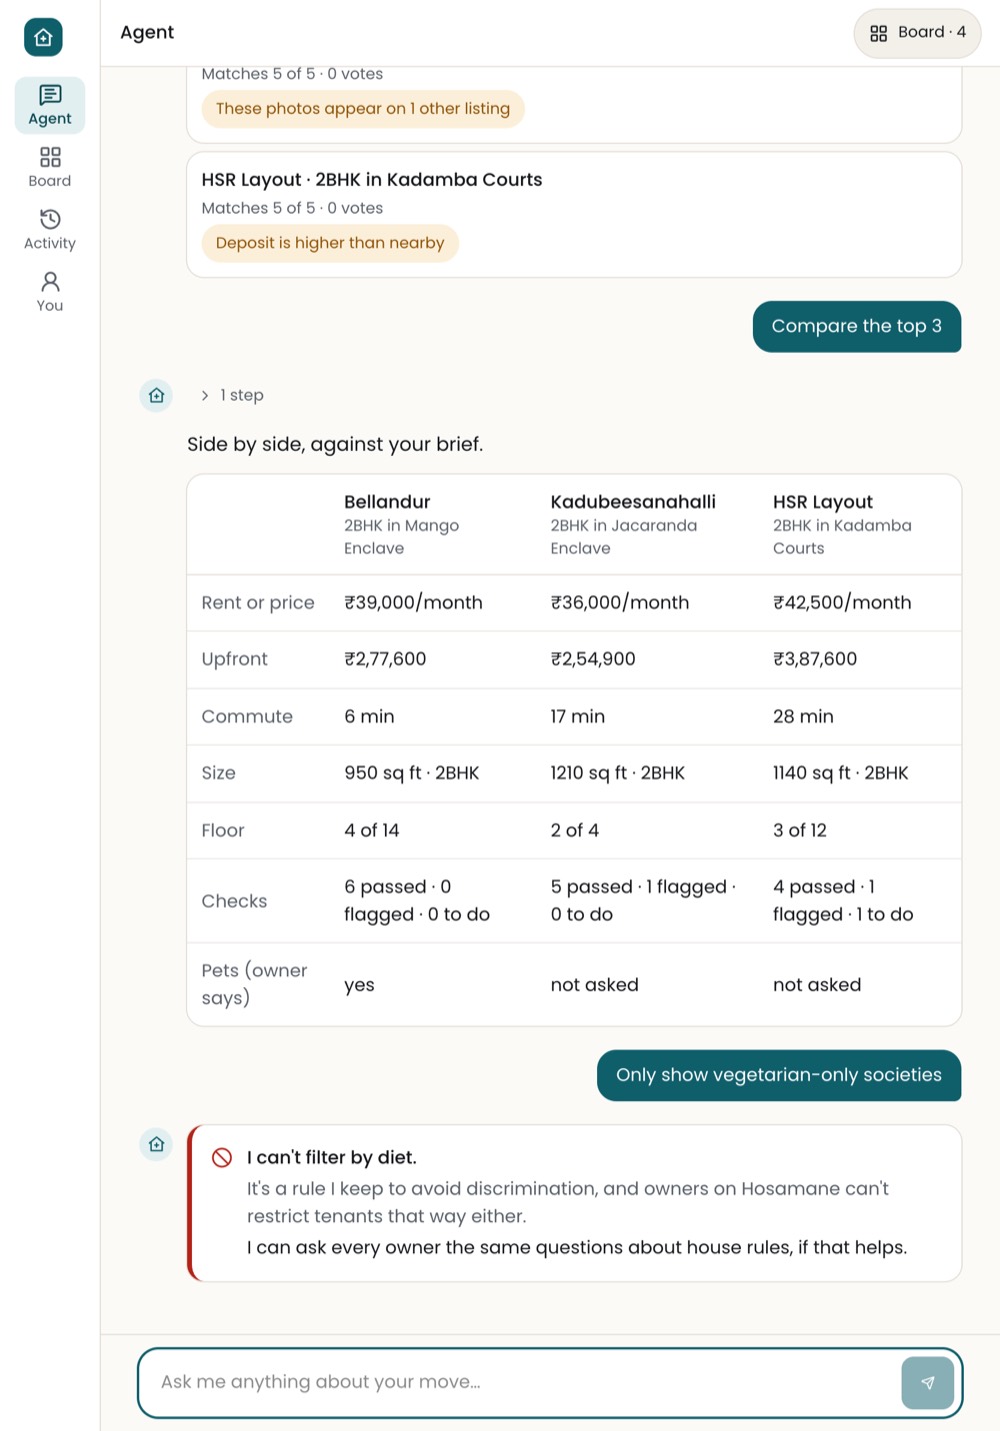 Agent
Board · 4
Agent
Board
Activity
You
Matches 5 of 5 · 0 votes
These photos appear on 1 other listing
HSR Layout · 2BHK in Kadamba Courts
Matches 5 of 5 · 0 votes
Deposit is higher than nearby
Compare the top 3
1 step
Side by side, against your brief.
Bellandur Kadubeesanahalli HSR Layout
2BHK in Mango 2BHK in Jacaranda 2BHK in Kadamba
Enclave Enclave Courts
Rent or price ₹39,000/month ₹36,000/month ₹42,500/month
Upfront ₹2,77,600 ₹2,54,900 ₹3,87,600
Commute 6 min 17 min 28 min
Size 950 sq ft · 2BHK 1210 sq ft · 2BHK 1140 sq ft · 2BHK
Floor 4 of 14 2 of 4 3 of 12
Checks 6 passed · 0 5 passed · 1 flagged · 4 passed · 1
flagged · 0 to do 0 to do flagged · 1 to do
Pets (owner
says) yes not asked not asked
Only show vegetarian-only societies
I can't filter by diet.
It's a rule I keep to avoid discrimination, and owners on Hosamane can't
restrict tenants that way either.
I can ask every owner the same questions about house rules, if that helps.
Ask me anything about your move...